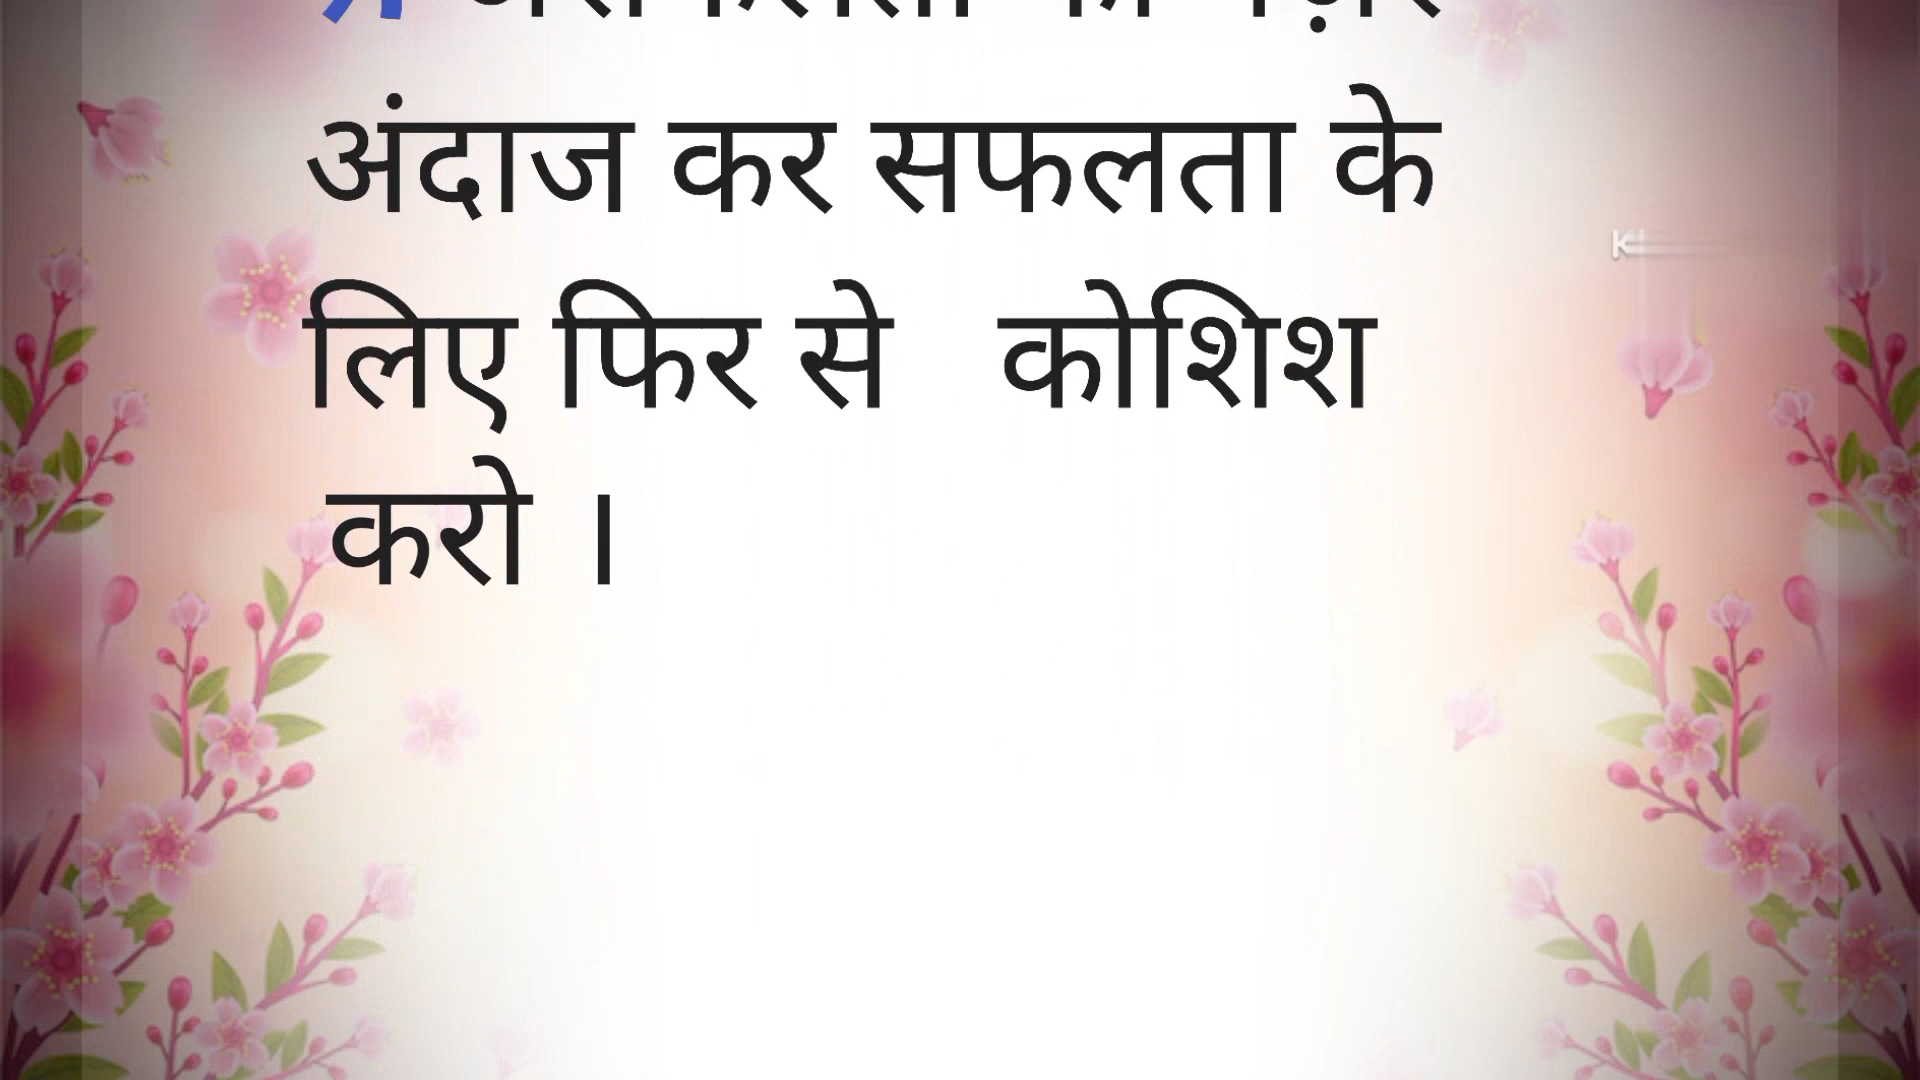 अंदाज कर सफलता के
लिए फिर से कोशिश
करो ।